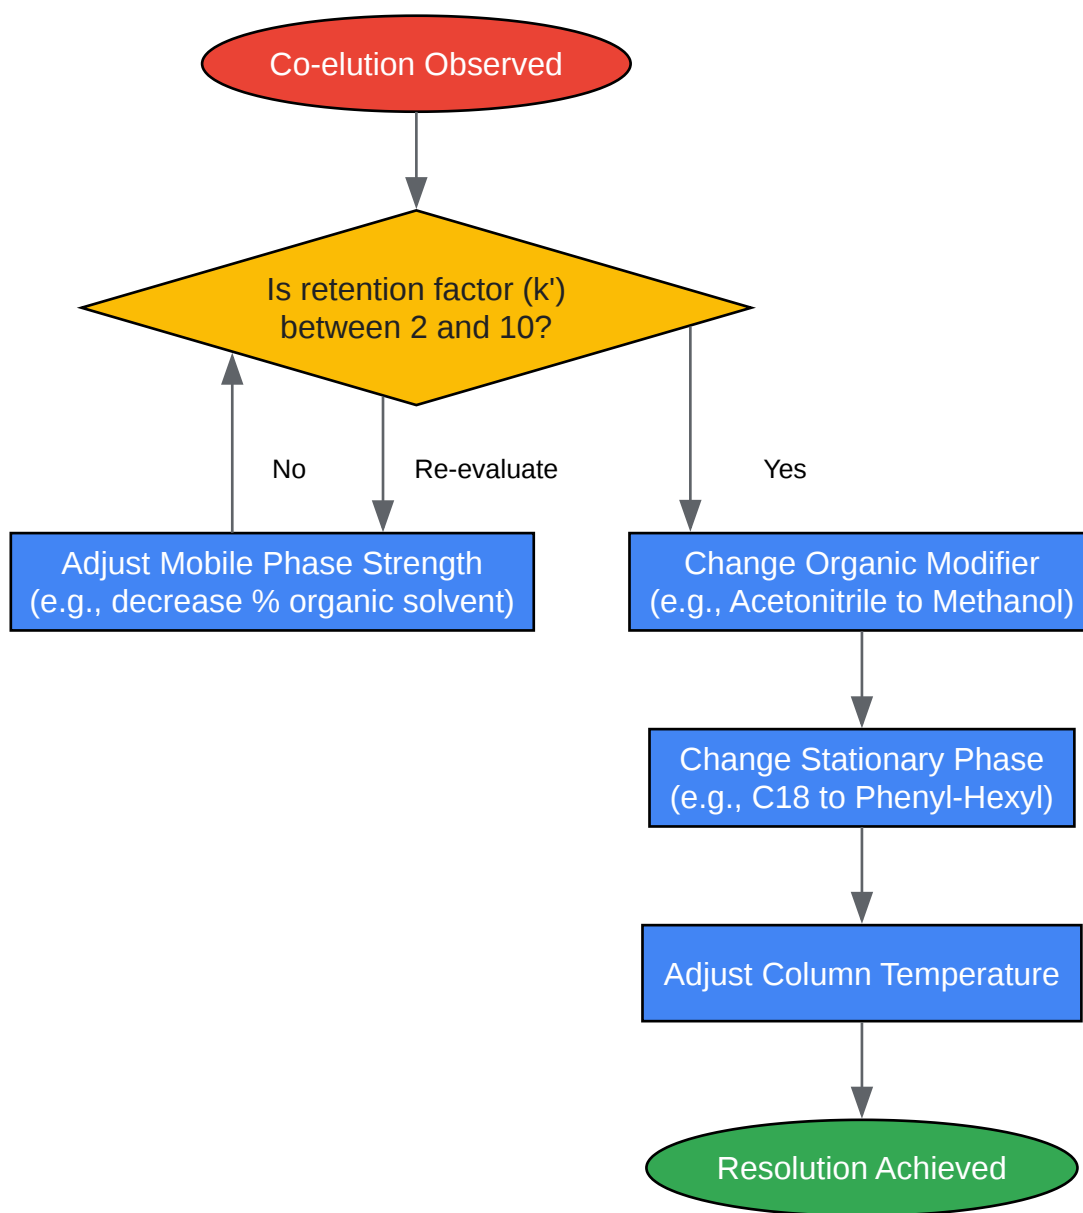 Co-elution Observed
Is retention factor (k')
between 2 and 10?
No
Re-evaluate
Yes
Adjust Mobile Phase Strength
(e.g., decrease % organic solvent)
Change Organic Modifier
(e.g., Acetonitrile to Methanol)
Change Stationary Phase
(e.g., C18 to Phenyl-Hexyl)
Adjust Column Temperature
Resolution Achieved